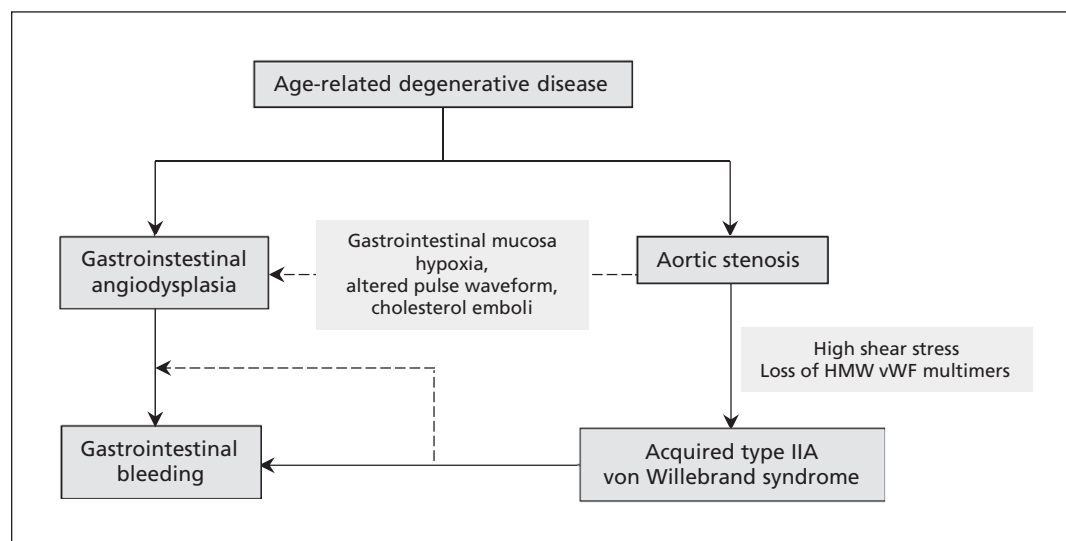 Age-related degenerative disease
Gastroinstestinal
angiodysplasia
Gastrointestinal mucosa
hypoxia,
altered pulse waveform,
cholesterol emboli
Aortic stenosis
High shear stress
Loss of HMW vWF multimers
Gastrointestinal
bleeding
Acquired type IIA
von Willebrand syndrome